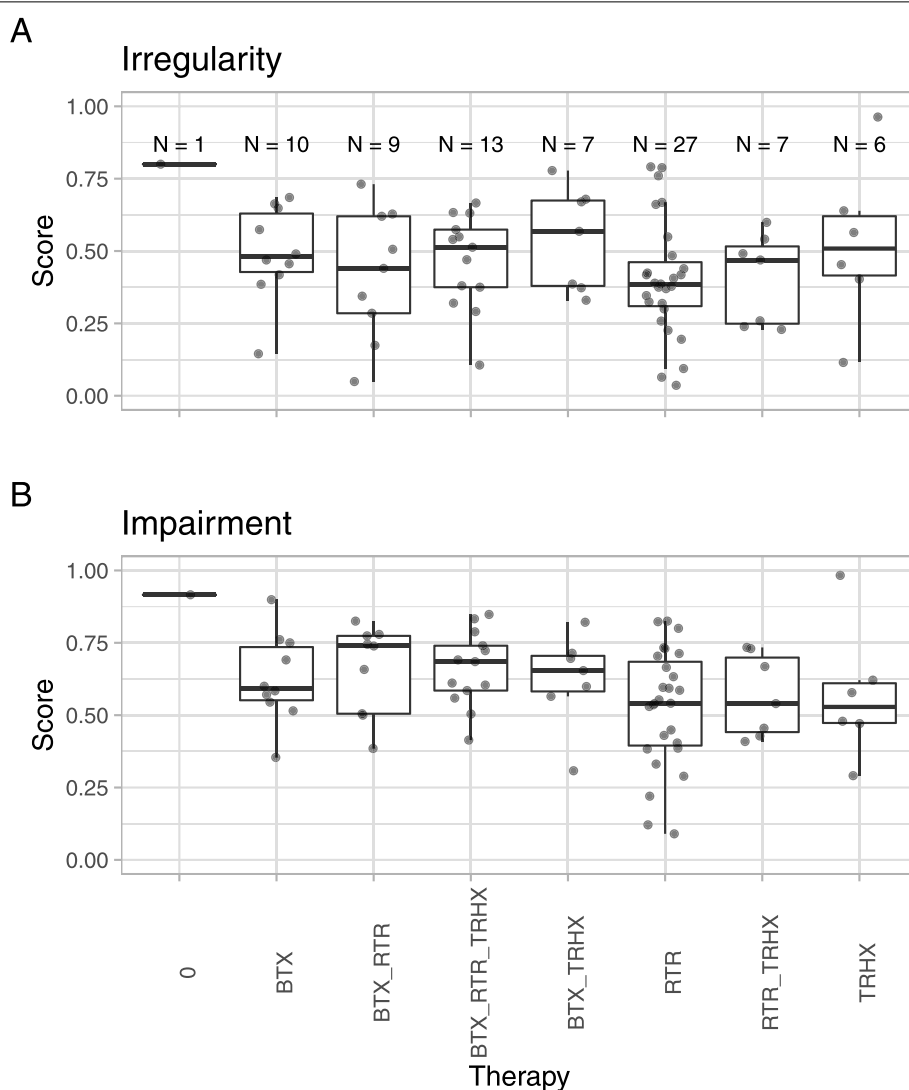 A
Irregularity
Score
1.00
0.75
0.50
0.25
0.00
N = 1 N = 10 N = 9 N = 13 N = 7 N = 27 N = 7 N = 6
B
Impairment
Score
1.00
0.75
0.50
0.25
0.00
0
BTX
BTX_RTR
BTX_RTR_TRHX
BTX_TRHX
RTR
RTR_TRHX
TRHX
Therapy